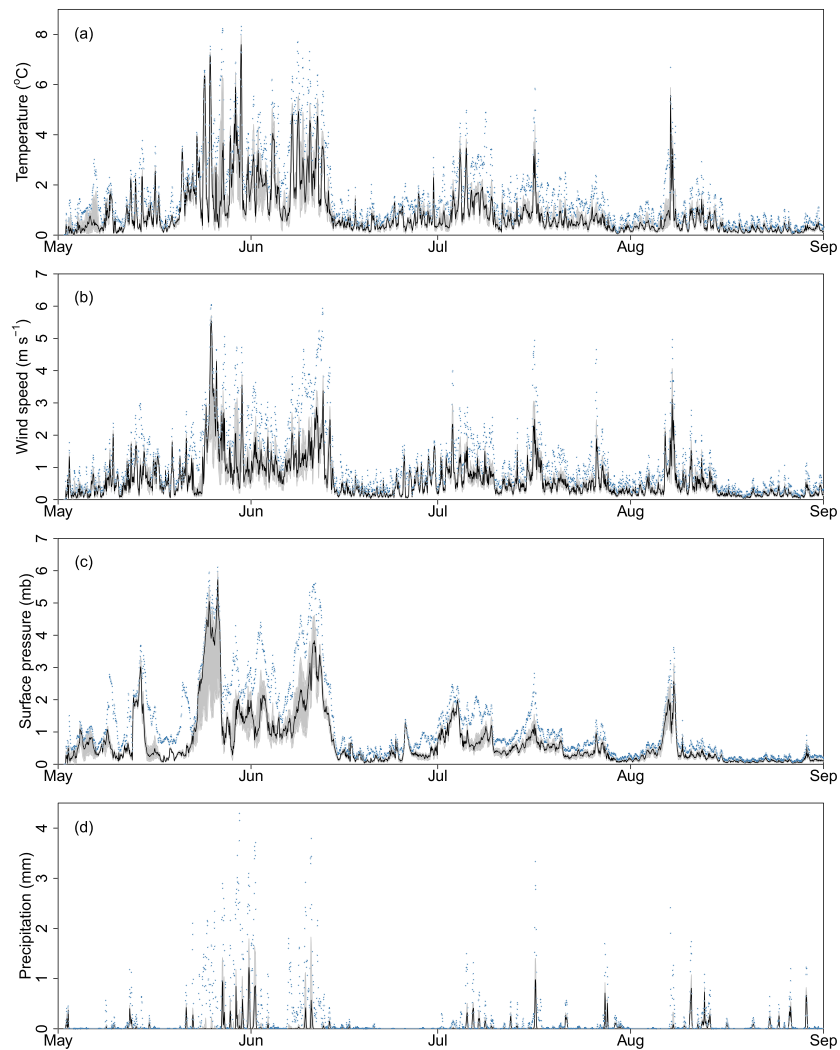 (a)
Temperature (°C)
0 2 4 6 8
May Jun Jul Aug Sep
(b)
Wind speed (m s⁻¹)
0 1 2 3 4 5 6 7
May Jun Jul Aug Sep
(c)
Surface pressure (mb)
0 1 2 3 4 5 6 7
May Jun Jul Aug Sep
(d)
Precipitation (mm)
0 1 2 3 4
May Jun Jul Aug Sep